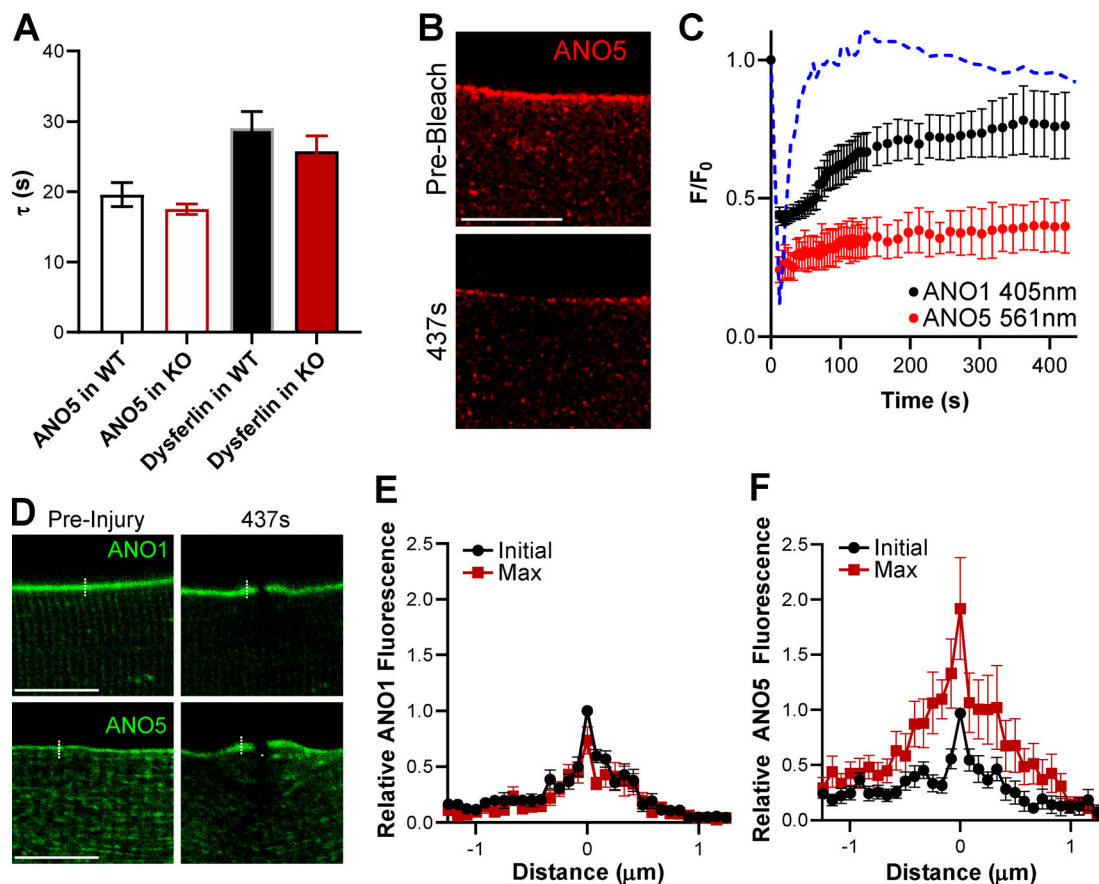 A
40
30
20
10
0
τ (s)
ANO5 in WT
ANO5 in KO
Dysferlin in WT
Dysferlin in KO
B
ANO5
Pre-Bleach
437s
C
1.0
0.5
0.0
F/F0
0
100
200
300
400
Time (s)
ANO1 405nm
ANO5 561nm
D
Pre-Injury
437s
ANO1
ANO5
E
Initial
Max
2.5
2.0
1.5
1.0
0.5
0.0
Relative ANO1 Fluorescence
-1
0
1
Distance (μm)
F
Initial
Max
2.5
2.0
1.5
1.0
0.5
0.0
Relative ANO5 Fluorescence
-1
0
1
Distance (μm)